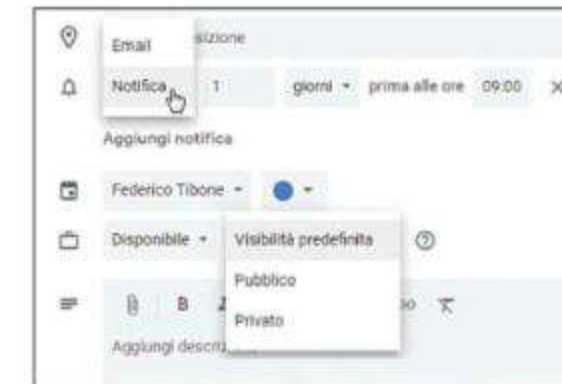 Email sizione
Notifica 1 giorni prima alle ore 09:00
Aggiungi notifica
Federico Tibone
Disponibile Visibilità predefinita
Pubblico
B
Privato
Aggiungi descri